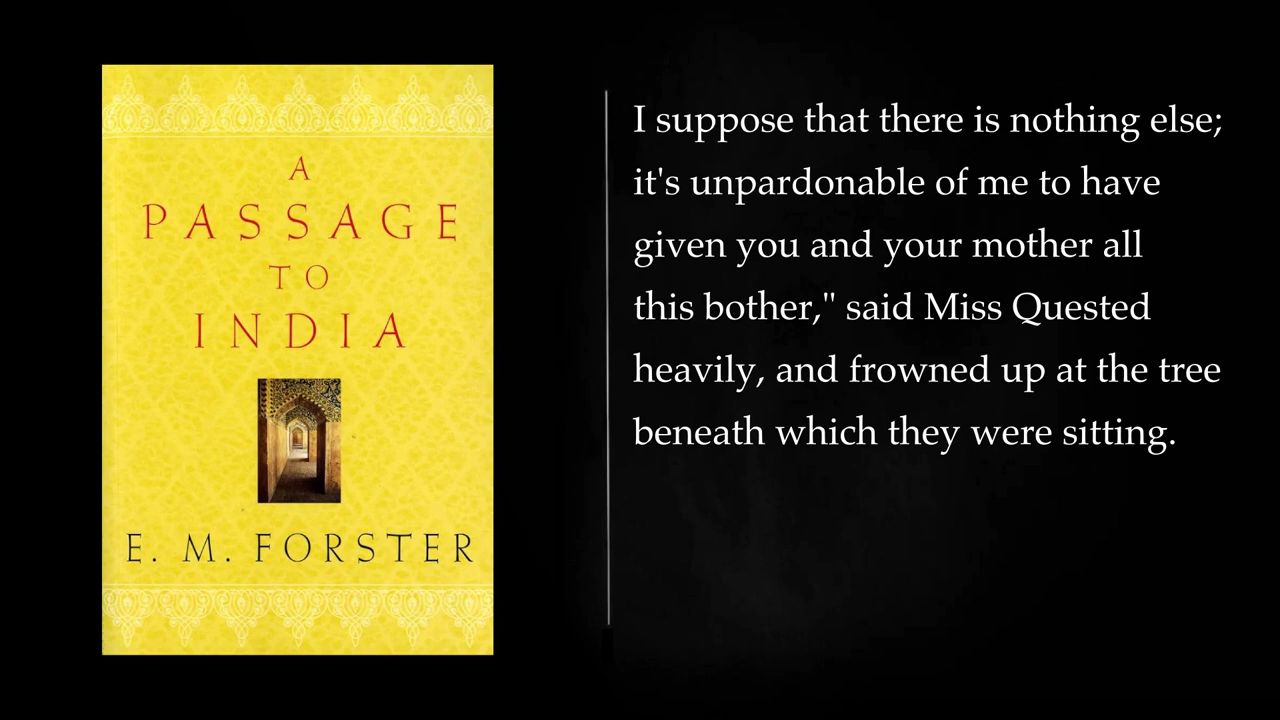 A
PASSAGE
TO
INDIA
E. M. FORSTER
I suppose that there is nothing else;
it's unpardonable of me to have
given you and your mother all
this bother," said Miss Quested
heavily, and frowned up at the tree
beneath which they were sitting.